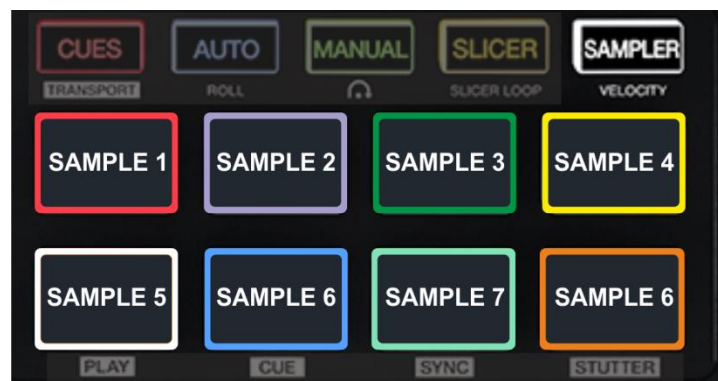 CUES AUTO MANUAL SLICER SAMPLER
TRANSPORT ROLL SLICER LOOP VELOCITY
SAMPLE 1 SAMPLE 2 SAMPLE 3 SAMPLE 4
SAMPLE 5 SAMPLE 6 SAMPLE 7 SAMPLE 6
PLAY CUE SYNC STUTTER